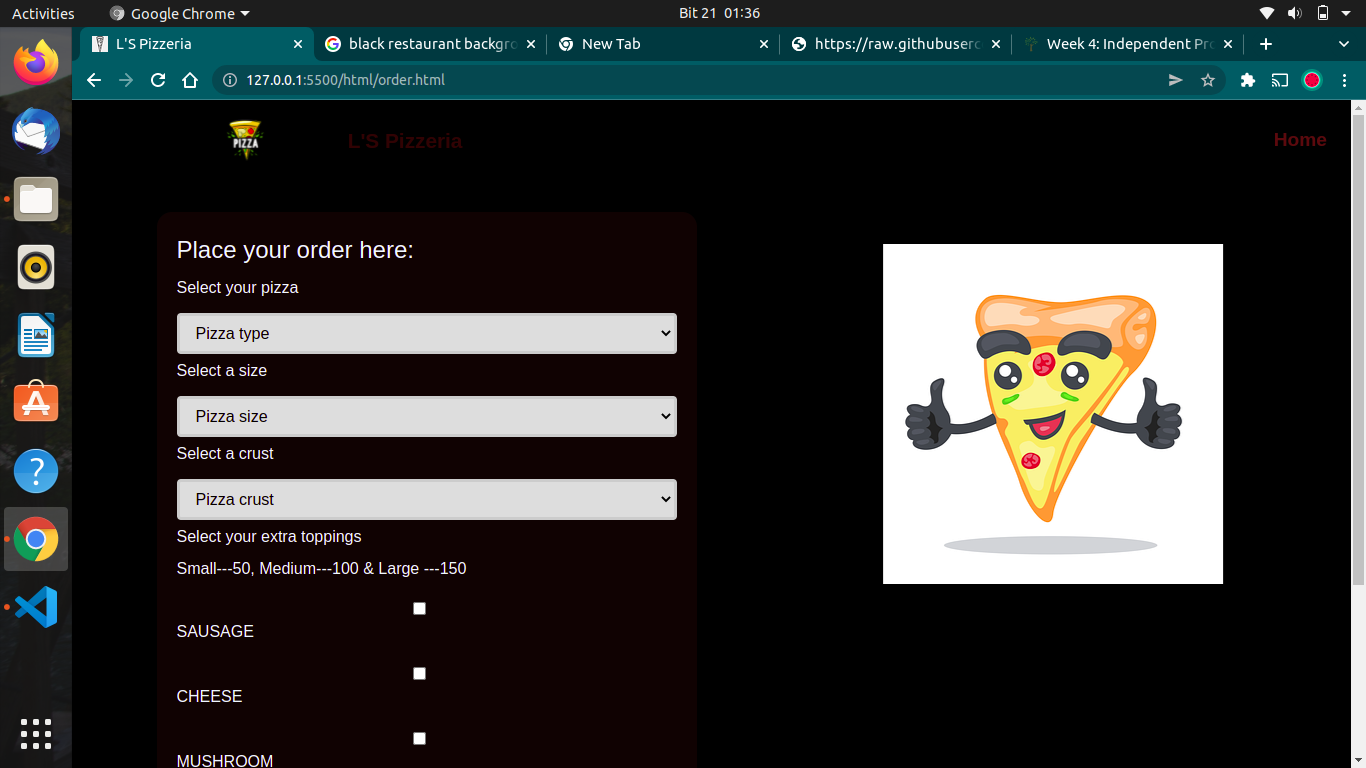 Activities Google Chrome Bit 21 01:36
L'S Pizzeria black restaurant backgro New Tab https://raw.githubuserc Week 4: Independent Pro
127.0.0.1:5500/html/order.html
PIZZA L'S Pizzeria Home
Place your order here:
Select your pizza
Pizza type
Select a size
Pizza size
Select a crust
Pizza crust
Select your extra toppings
Small---50, Medium---100 & Large ---150
SAUSAGE
CHEESE
MUSHROOM